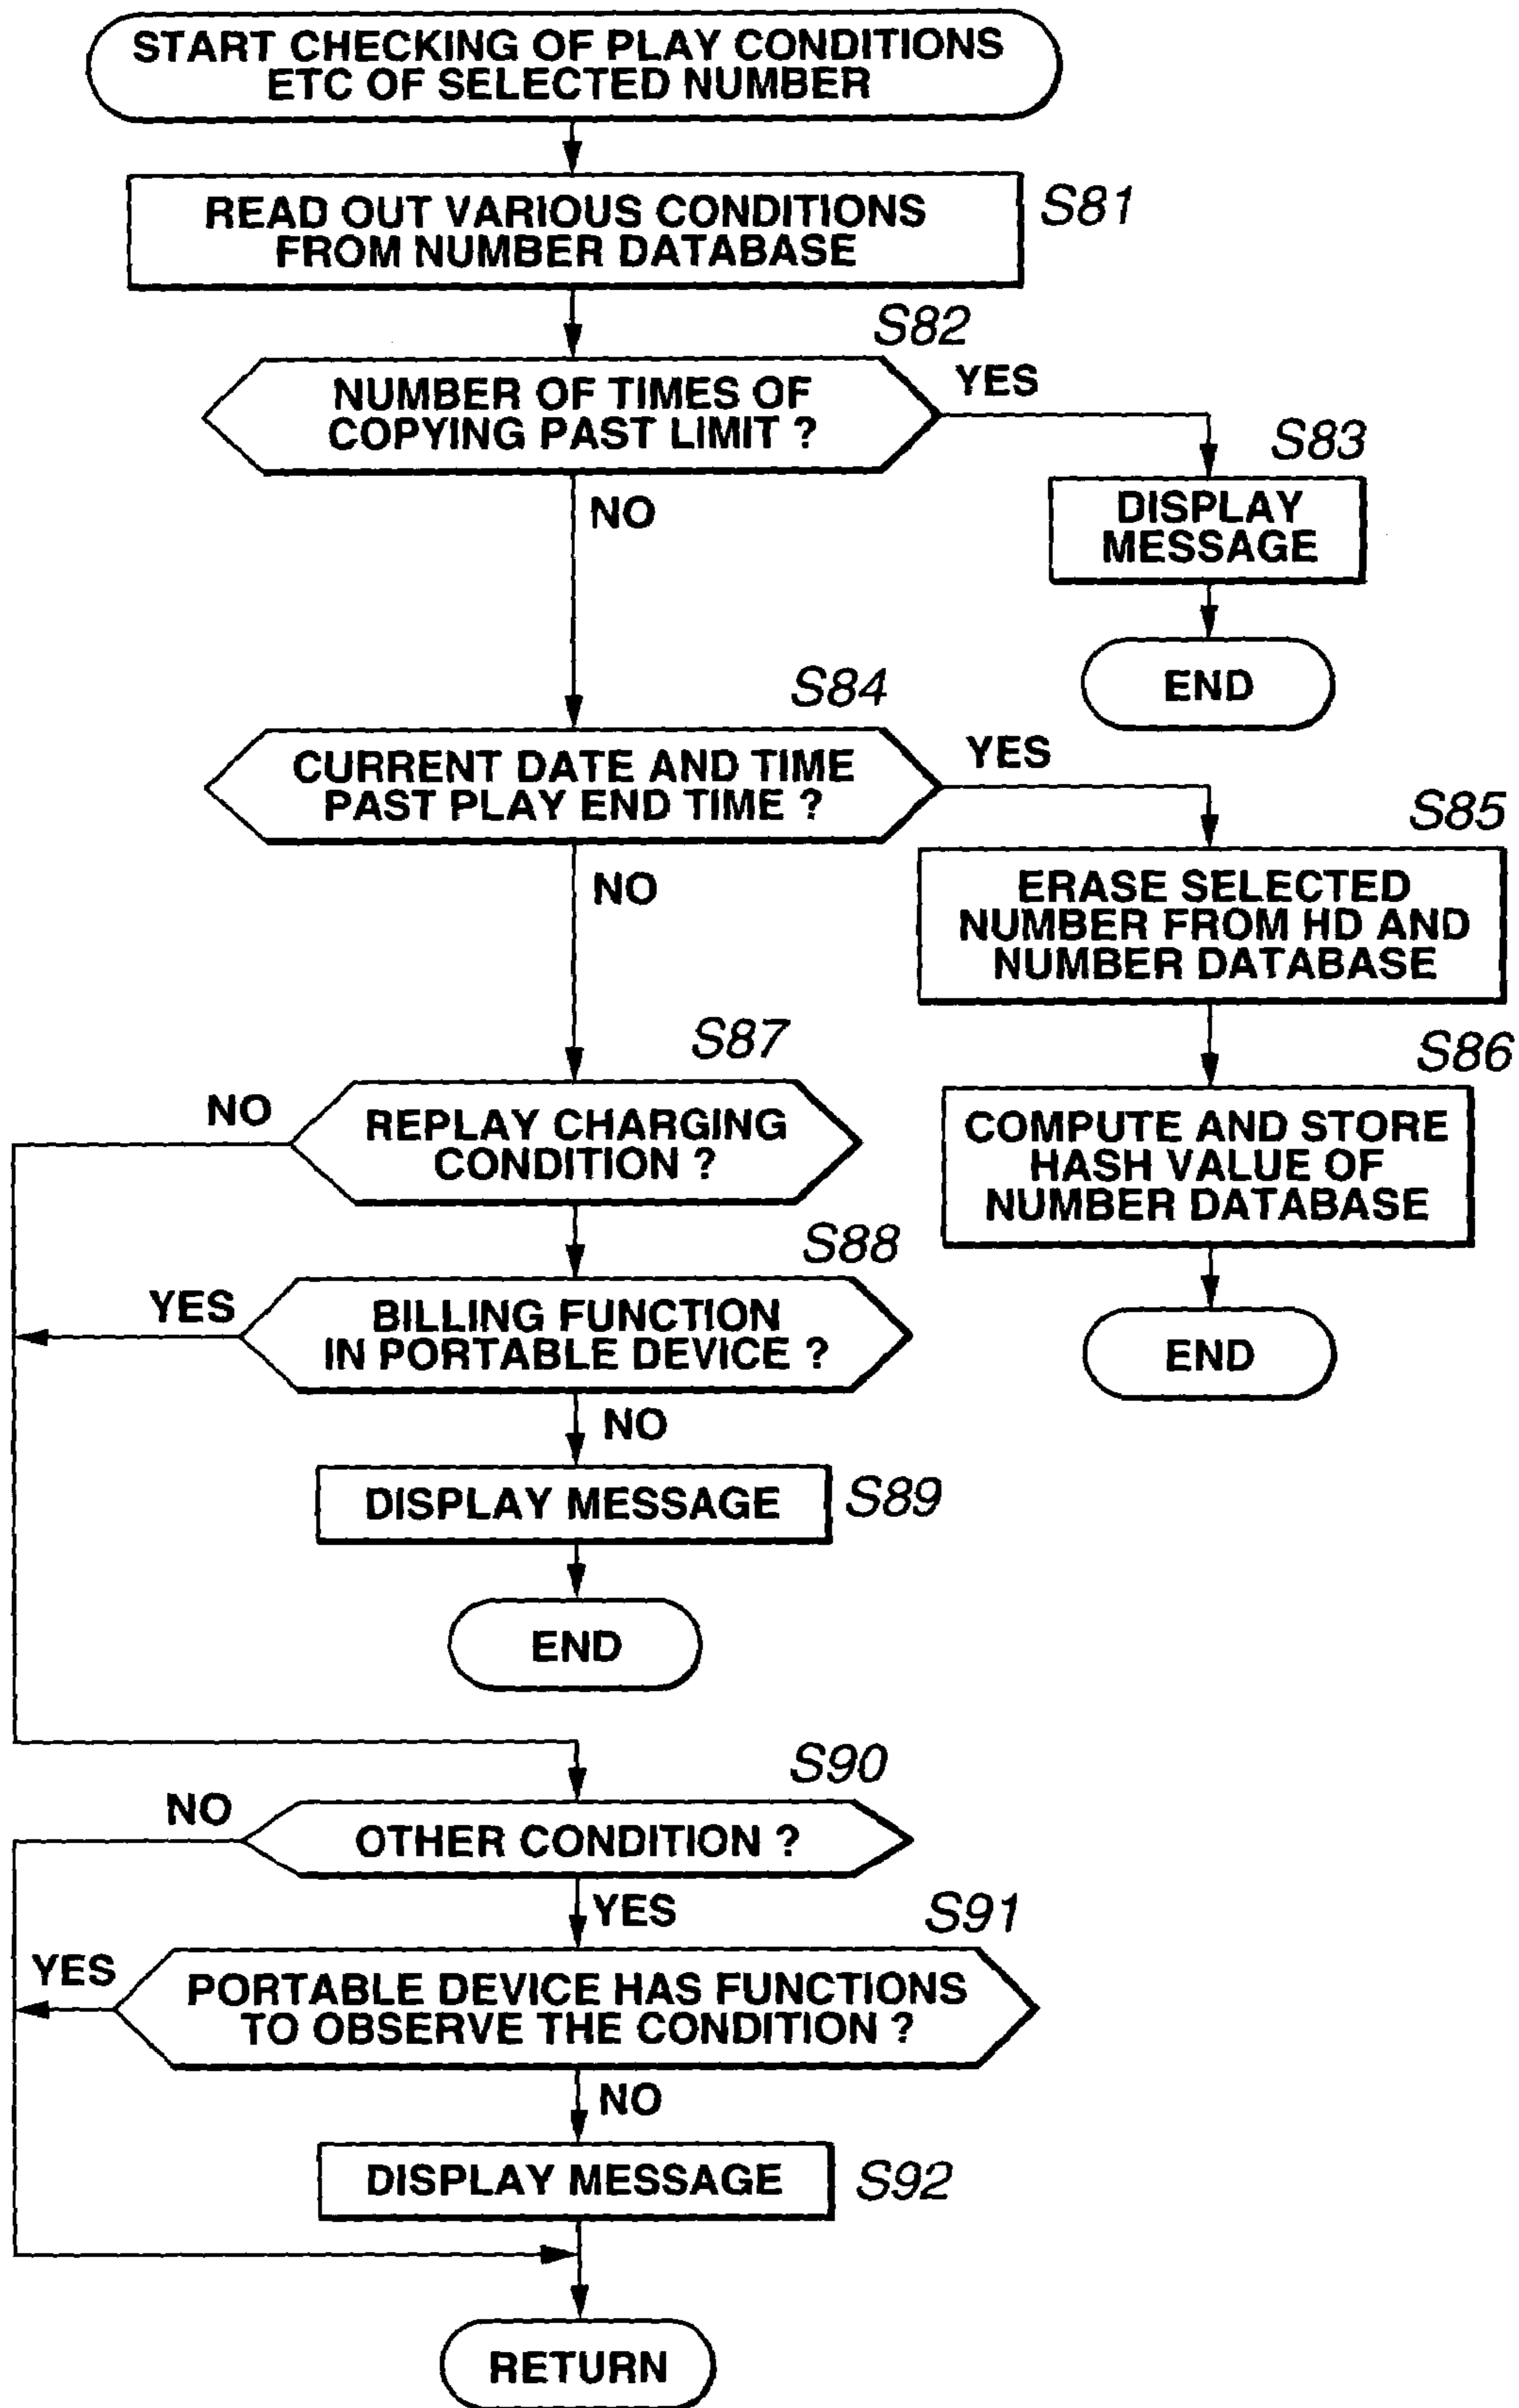 START CHECKING OF PLAY CONDITIONS
ETC OF SELECTED NUMBER
READ OUT VARIOUS CONDITIONS
FROM NUMBER DATABASE
S81
S82
NUMBER OF TIMES OF
COPYING PAST LIMIT ?
YES
NO
S83
DISPLAY
MESSAGE
END
S84
CURRENT DATE AND TIME
PAST PLAY END TIME ?
YES
NO
S85
ERASE SELECTED
NUMBER FROM HD AND
NUMBER DATABASE
S86
COMPUTE AND STORE
HASH VALUE OF
NUMBER DATABASE
END
S87
NO
REPLAY CHARGING
CONDITION ?
S88
YES
BILLING FUNCTION
IN PORTABLE DEVICE ?
NO
DISPLAY MESSAGE
S89
END
S90
NO
OTHER CONDITION ?
YES
S91
YES
PORTABLE DEVICE HAS FUNCTIONS
TO OBSERVE THE CONDITION ?
NO
DISPLAY MESSAGE
S92
RETURN